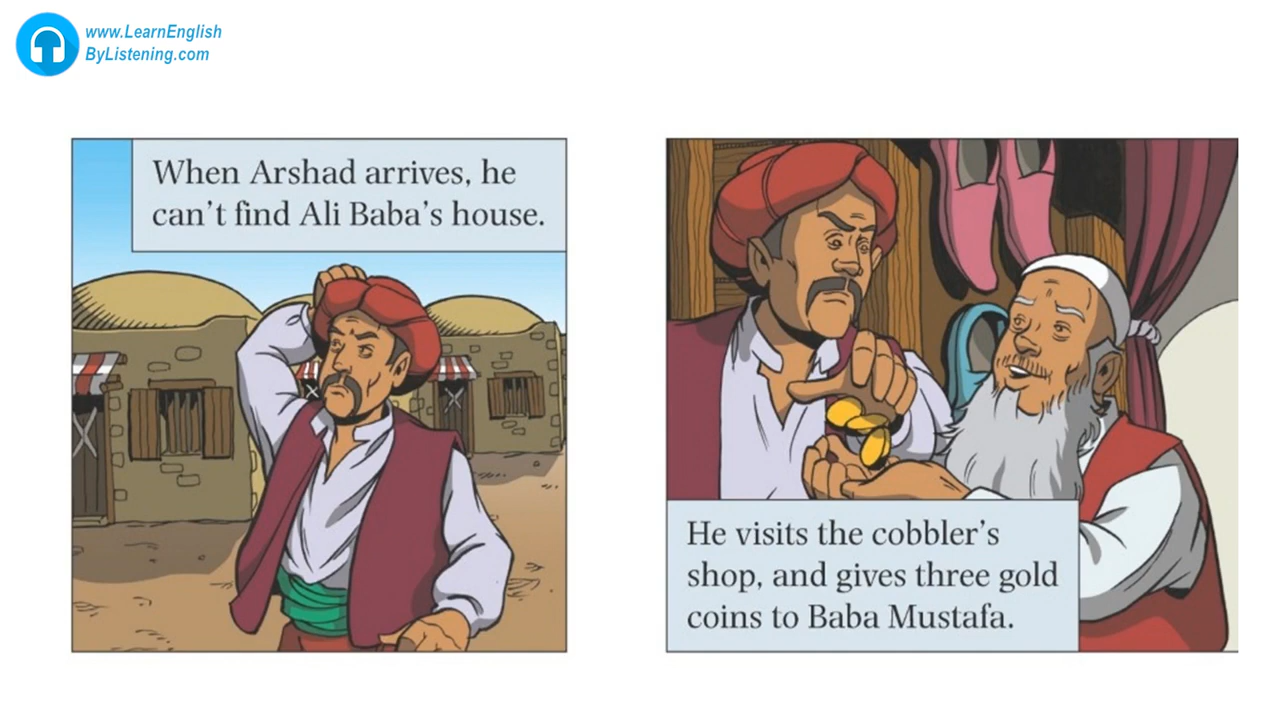 www.LearnEnglish
ByListening.com
When Arshad arrives, he
can’t find Ali Baba’s house.
He visits the cobbler’s
shop, and gives three gold
coins to Baba Mustafa.